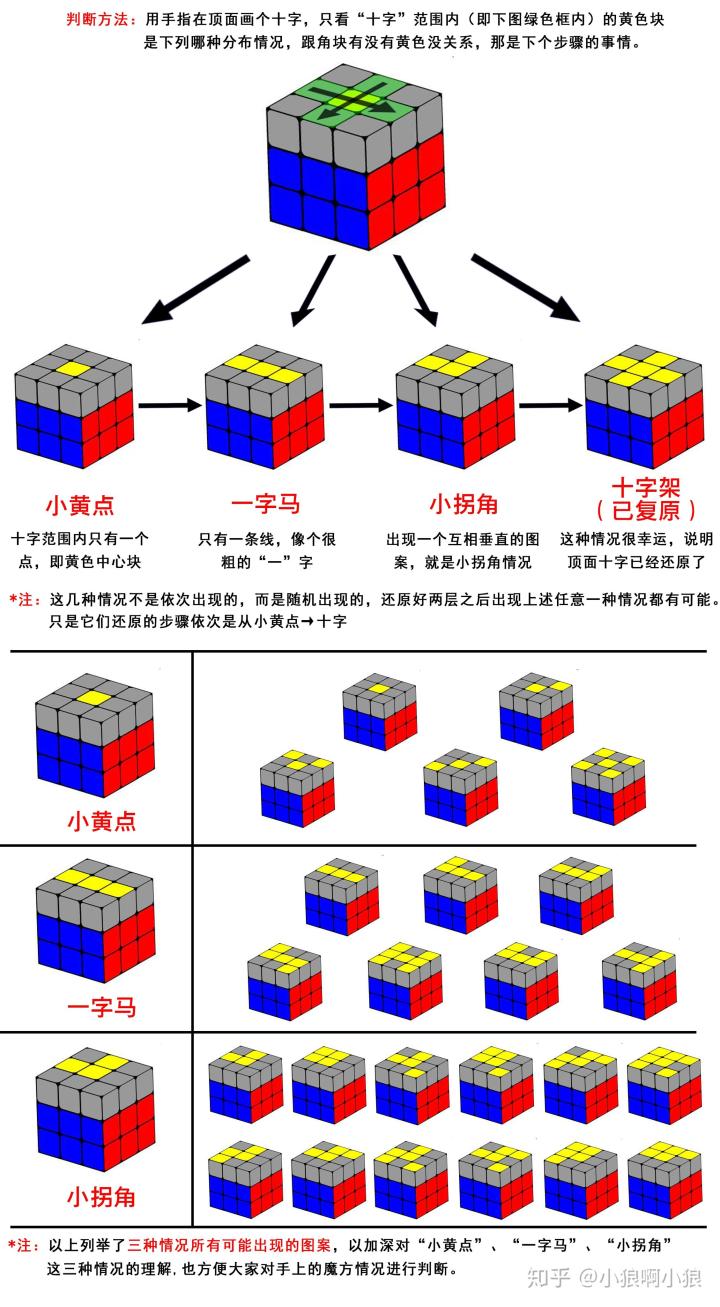 判断方法：用手指在顶面画个十字，只看“十字”范围内（即下图绿色框内）的黄色块
是下列哪种分布情况，跟角块有没有黄色没关系，那是下个步骤的事情。
小黄点
一字马
小拐角
十字架
（已复原）
十字范围内只有一个
点，即黄色中心块
只有一条线，像个很
粗的“一”字
出现一个互相垂直的图
案，就是小拐角情况
这种情况很幸运，说明
顶面十字已经还原了
*注：这几种情况不是依次出现的，而是随机出现的，还原好两层之后出现上述任意一种情况都有可能。
只是它们还原的步骤依次是从小黄点→十字
小黄点
一字马
小拐角
*注：以上列举了三种情况所有可能出现的图案，以加深对“小黄点”、“一字马”、“小拐角”
这三种情况的理解,也方便大家对手上的魔方情况进行判断。
知乎 @小狼啊小狼